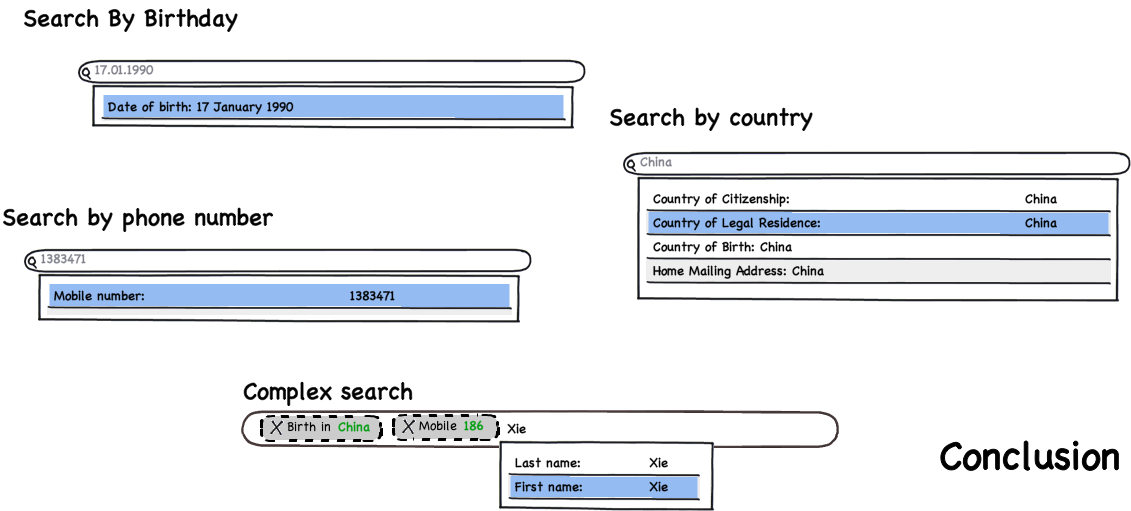 Search By Birthday
17.01.1990
Date of birth: 17 January 1990
Search by country
China
Country of Citizenship: China
Country of Legal Residence: China
Country of Birth: China
Home Mailing Address: China
Search by phone number
1383471
Mobile number: 1383471
Complex search
Birth in China Mobile 186 Xie
Last name: Xie
First name: Xie
Conclusion